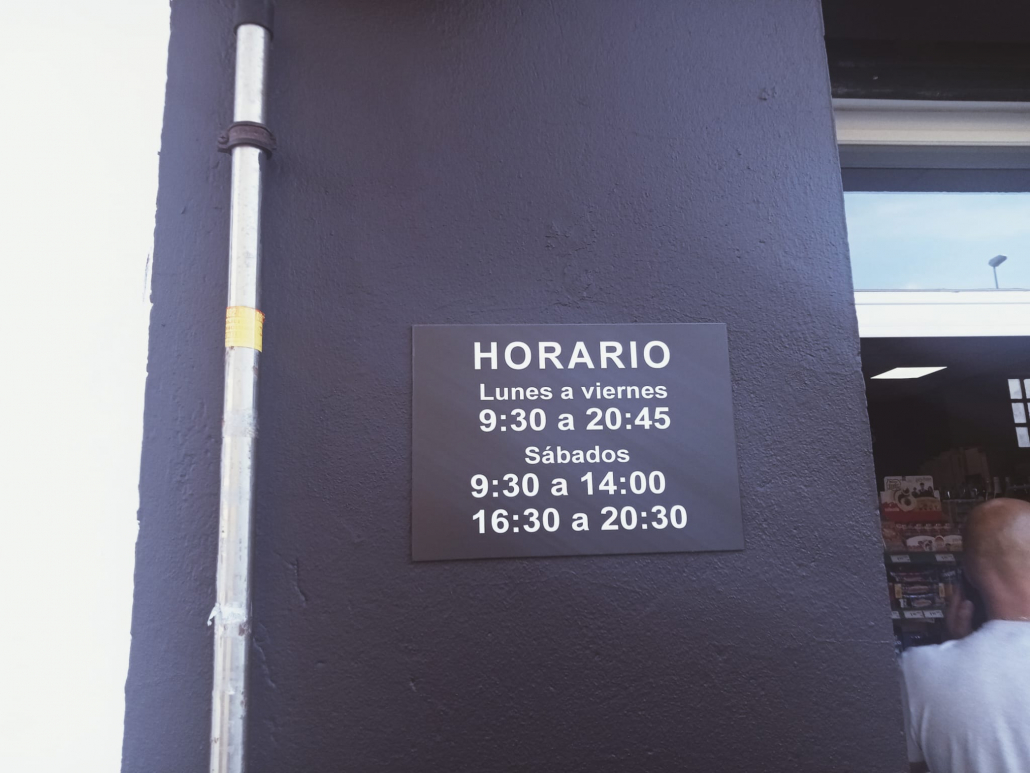 HORARIO
Lunes a viernes
9:30 a 20:45
Sábados
9:30 a 14:00
16:30 a 20:30